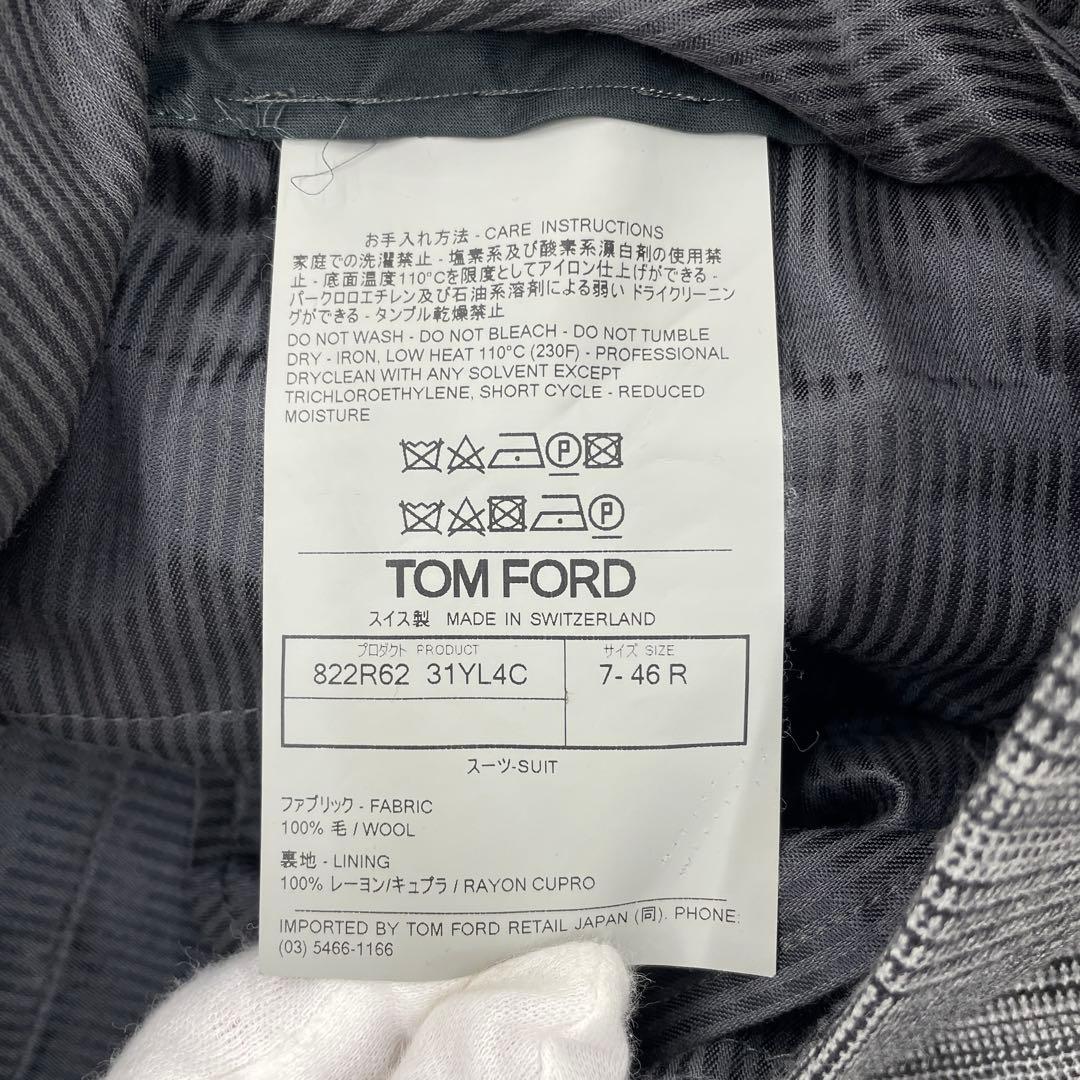 お手入れ方法 - CARE INSTRUCTIONS
家庭での洗濯禁止 - 塩素系及び酸素系漂白剤の使用禁
止 - 底面温度110°Cを限度としてアイロン仕上げができる -
パークロロエチレン及び石油系溶剤による弱い ドライクリーニン
グができる - タンブル乾燥禁止
DO NOT WASH - DO NOT BLEACH - DO NOT TUMBLE
DRY - IRON, LOW HEAT 110°C (230F) - PROFESSIONAL
DRYCLEAN WITH ANY SOLVENT EXCEPT
TRICHLOROETHYLENE, SHORT CYCLE - REDUCED
MOISTURE
P
P
TOM FORD
スイス製 MADE IN SWITZERLAND
プロダクト PRODUCT
822R62 31YL4C
サイズ SIZE
7- 46 R
スーツ-SUIT
ファブリック - FABRIC
100% 毛 / WOOL
裏地 - LINING
100% レーヨン/キュプラ / RAYON CUPRO
IMPORTED BY TOM FORD RETAIL JAPAN (同). PHONE:
(03) 5466-1166